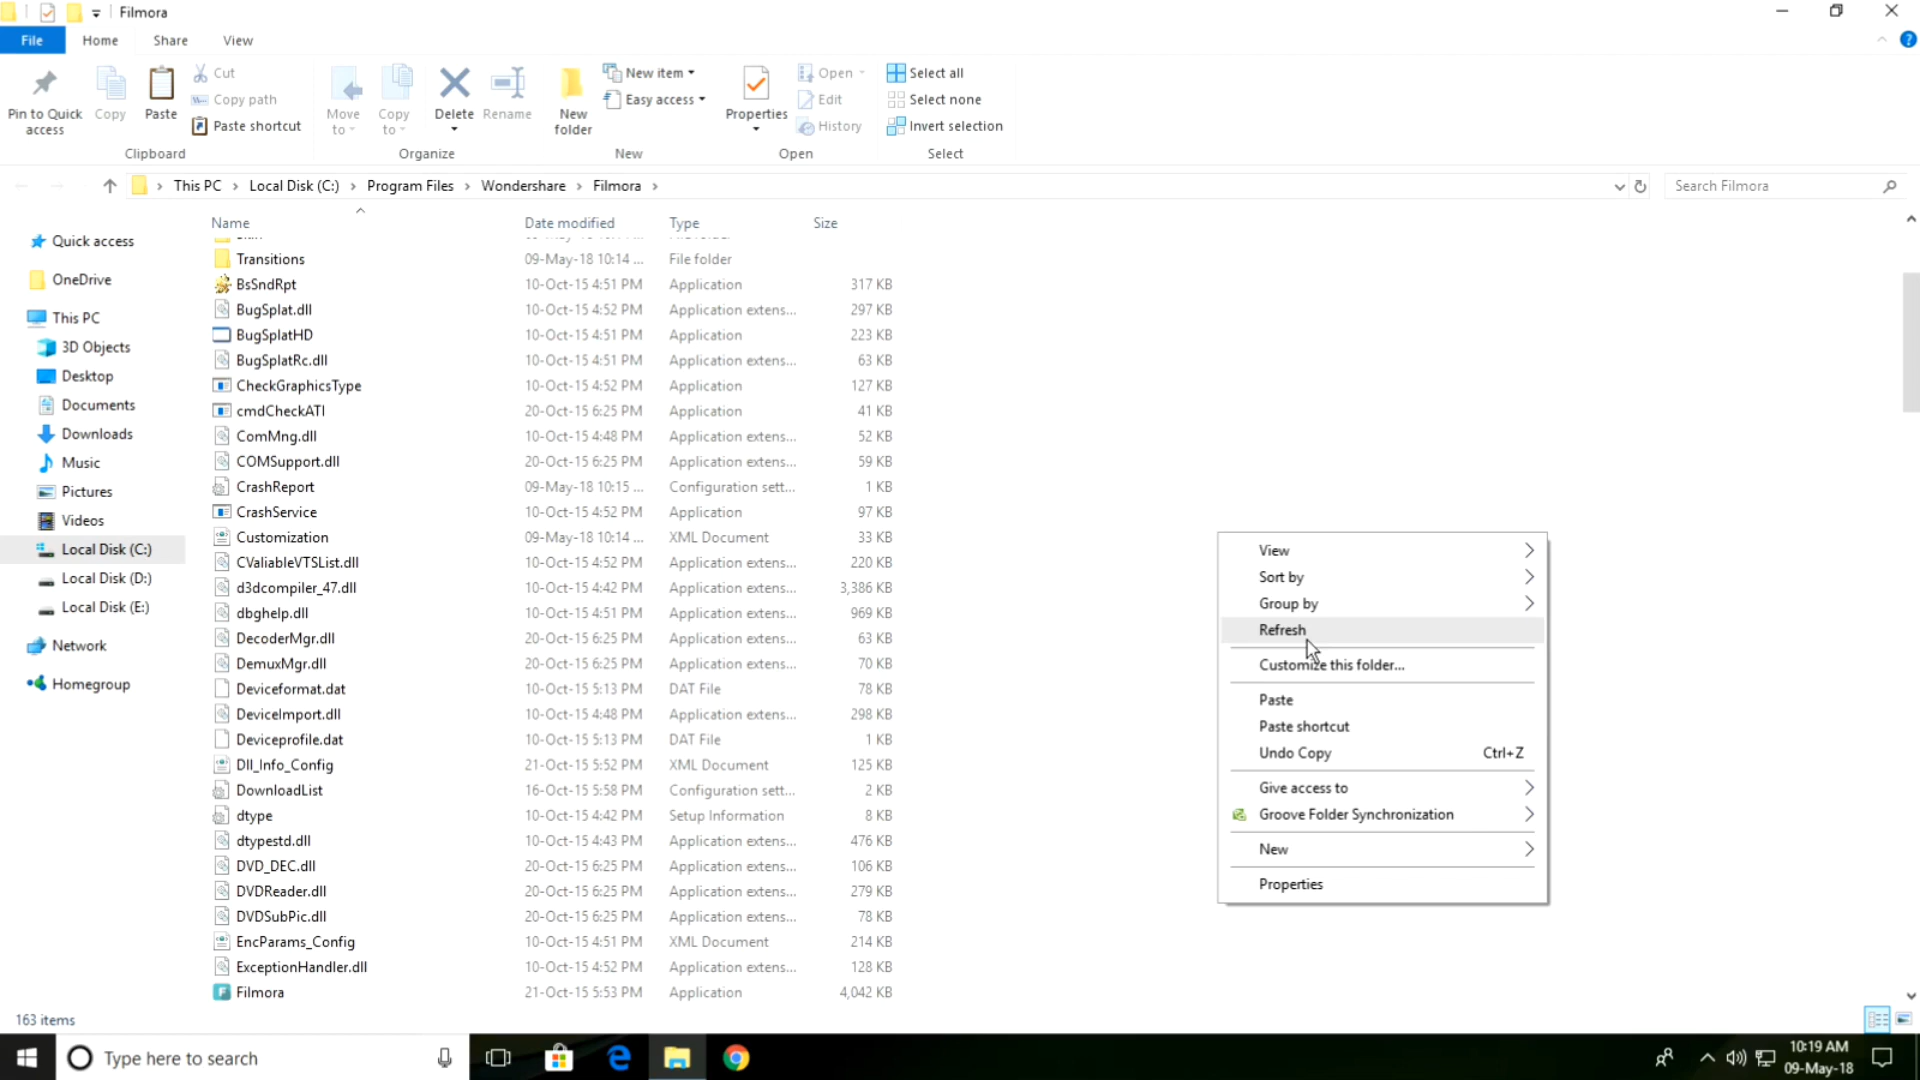 Filmora
File Home Share View
Pin to Quick access
Copy
Paste
Cut
Copy path
Paste shortcut
Clipboard
Move to
Copy to
Delete
Rename
Organize
New folder
New item
Easy access
New
Properties
Open
Edit
History
Open
Select all
Select none
Invert selection
Select
This PC › Local Disk (C:) › Program Files › Wondershare › Filmora ›
Search Filmora
Quick access
OneDrive
This PC
3D Objects
Desktop
Documents
Downloads
Music
Pictures
Videos
Local Disk (C:)
Local Disk (D:)
Local Disk (E:)
Network
Homegroup
Name Date modified Type Size
Transitions 09-May-18 10:14 ... File folder
BsSndRpt 10-Oct-15 4:51 PM Application 317 KB
BugSplat.dll 10-Oct-15 4:52 PM Application extens... 297 KB
BugSplatHD 10-Oct-15 4:51 PM Application 223 KB
BugSplatRc.dll 10-Oct-15 4:51 PM Application extens... 63 KB
CheckGraphicsType 10-Oct-15 4:52 PM Application 127 KB
cmdCheckATI 20-Oct-15 6:25 PM Application 41 KB
ComMng.dll 10-Oct-15 4:48 PM Application extens... 52 KB
COMSupport.dll 20-Oct-15 6:25 PM Application extens... 59 KB
CrashReport 09-May-18 10:15 ... Configuration sett... 1 KB
CrashService 10-Oct-15 4:52 PM Application 97 KB
Customization 09-May-18 10:14 ... XML Document 33 KB
CValiableVTSList.dll 10-Oct-15 4:52 PM Application extens... 220 KB
d3dcompiler_47.dll 10-Oct-15 4:42 PM Application extens... 3,386 KB
dbghelp.dll 10-Oct-15 4:51 PM Application extens... 969 KB
DecoderMgr.dll 20-Oct-15 6:25 PM Application extens... 63 KB
DemuxMgr.dll 20-Oct-15 6:25 PM Application extens... 70 KB
Deviceformat.dat 10-Oct-15 5:13 PM DAT File 78 KB
DeviceImport.dll 10-Oct-15 4:48 PM Application extens... 298 KB
Deviceprofile.dat 10-Oct-15 5:13 PM DAT File 1 KB
Dll_Info_Config 21-Oct-15 5:52 PM XML Document 125 KB
DownloadList 16-Oct-15 5:58 PM Configuration sett... 2 KB
dtype 10-Oct-15 4:42 PM Setup Information 8 KB
dtypestd.dll 10-Oct-15 4:43 PM Application extens... 476 KB
DVD_DEC.dll 20-Oct-15 6:25 PM Application extens... 106 KB
DVDReader.dll 20-Oct-15 6:25 PM Application extens... 279 KB
DVDSubPic.dll 20-Oct-15 6:25 PM Application extens... 78 KB
EncParams_Config 10-Oct-15 4:51 PM XML Document 214 KB
ExceptionHandler.dll 10-Oct-15 4:52 PM Application extens... 128 KB
Filmora 21-Oct-15 5:53 PM Application 4,042 KB
View
Sort by
Group by
Refresh
Customize this folder...
Paste
Paste shortcut
Undo Copy Ctrl+Z
Give access to
Groove Folder Synchronization
New
Properties
163 items
Type here to search
10:19 AM
09-May-18